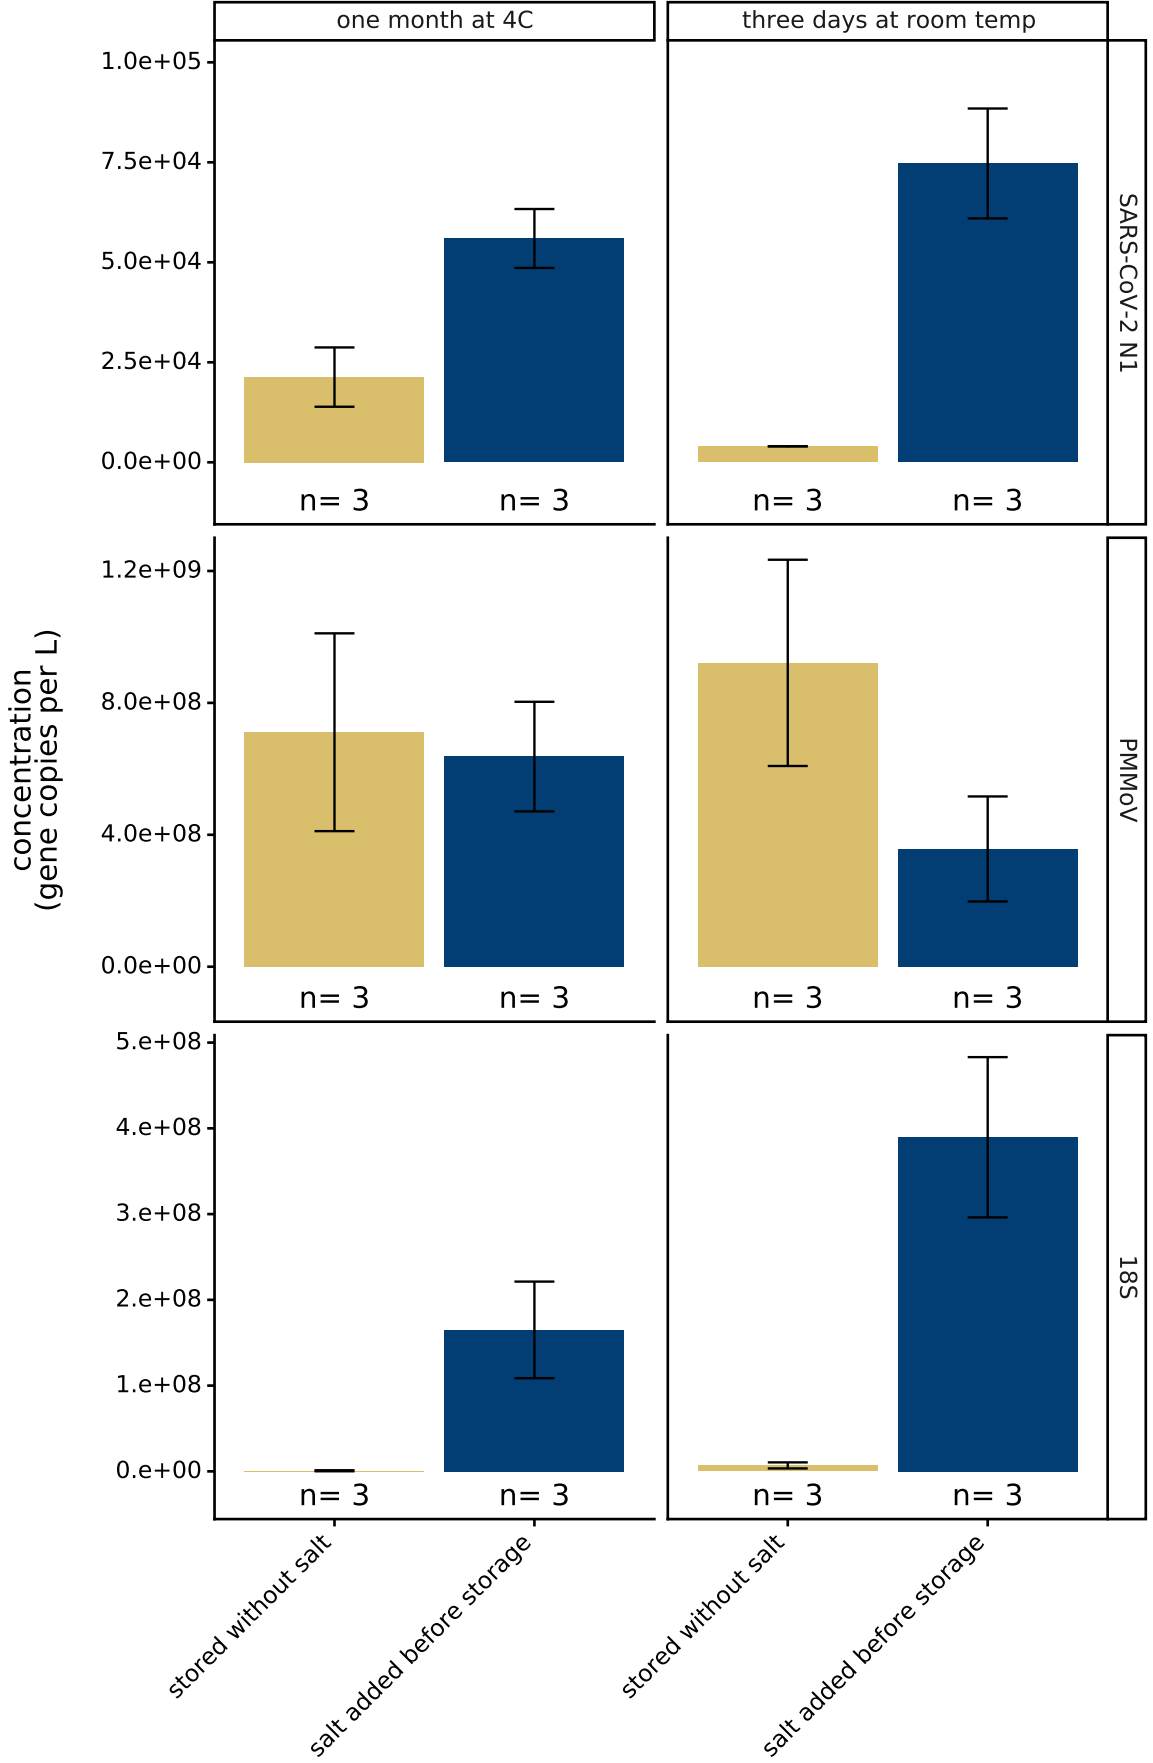 one month at 4C
three days at room temp
1.0e+05
7.5e+04
5.0e+04
2.5e+04
0.0e+00
n= 3
n= 3
n= 3
n= 3
SARS-CoV-2 N1
concentration
(gene copies per L)
1.2e+09
8.0e+08
4.0e+08
0.0e+00
n= 3
n= 3
n= 3
n= 3
PMMoV
5.e+08
4.e+08
3.e+08
2.e+08
1.e+08
0.e+00
n= 3
n= 3
n= 3
n= 3
18S
stored without salt
salt added before storage
stored without salt
salt added before storage